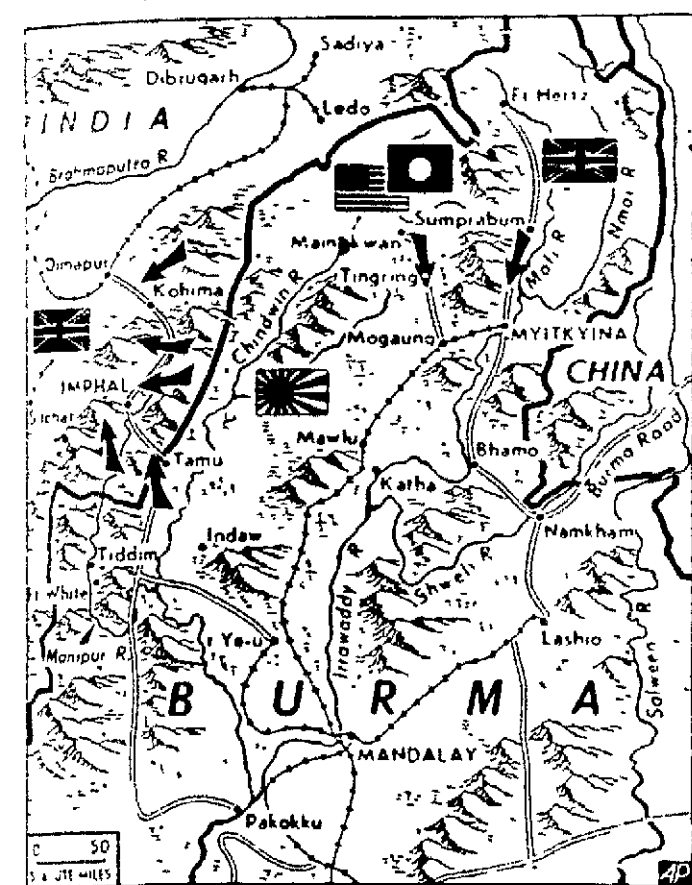 Sadiya
Dibrugarh
Ledo
INDIA
Brahmaputra R
Ft Hertz
Sumprabum
Dimapur
Kohima
Maingkwan
Tingring
Mali R
Nmai R
Chindwin R
Mogaung
MYITKYINA
IMPHAL
CHINA
Silchar
Mawlu
Bhamo
Burma Road
Tamu
Katha
Namkham
Indaw
Tiddim
Shweli R
Irrawaddy R
White
Ye-u
Lashio
Manipur R
Salween R
BURMA
MANDALAY
Pakokku
0 50
MILES
AP